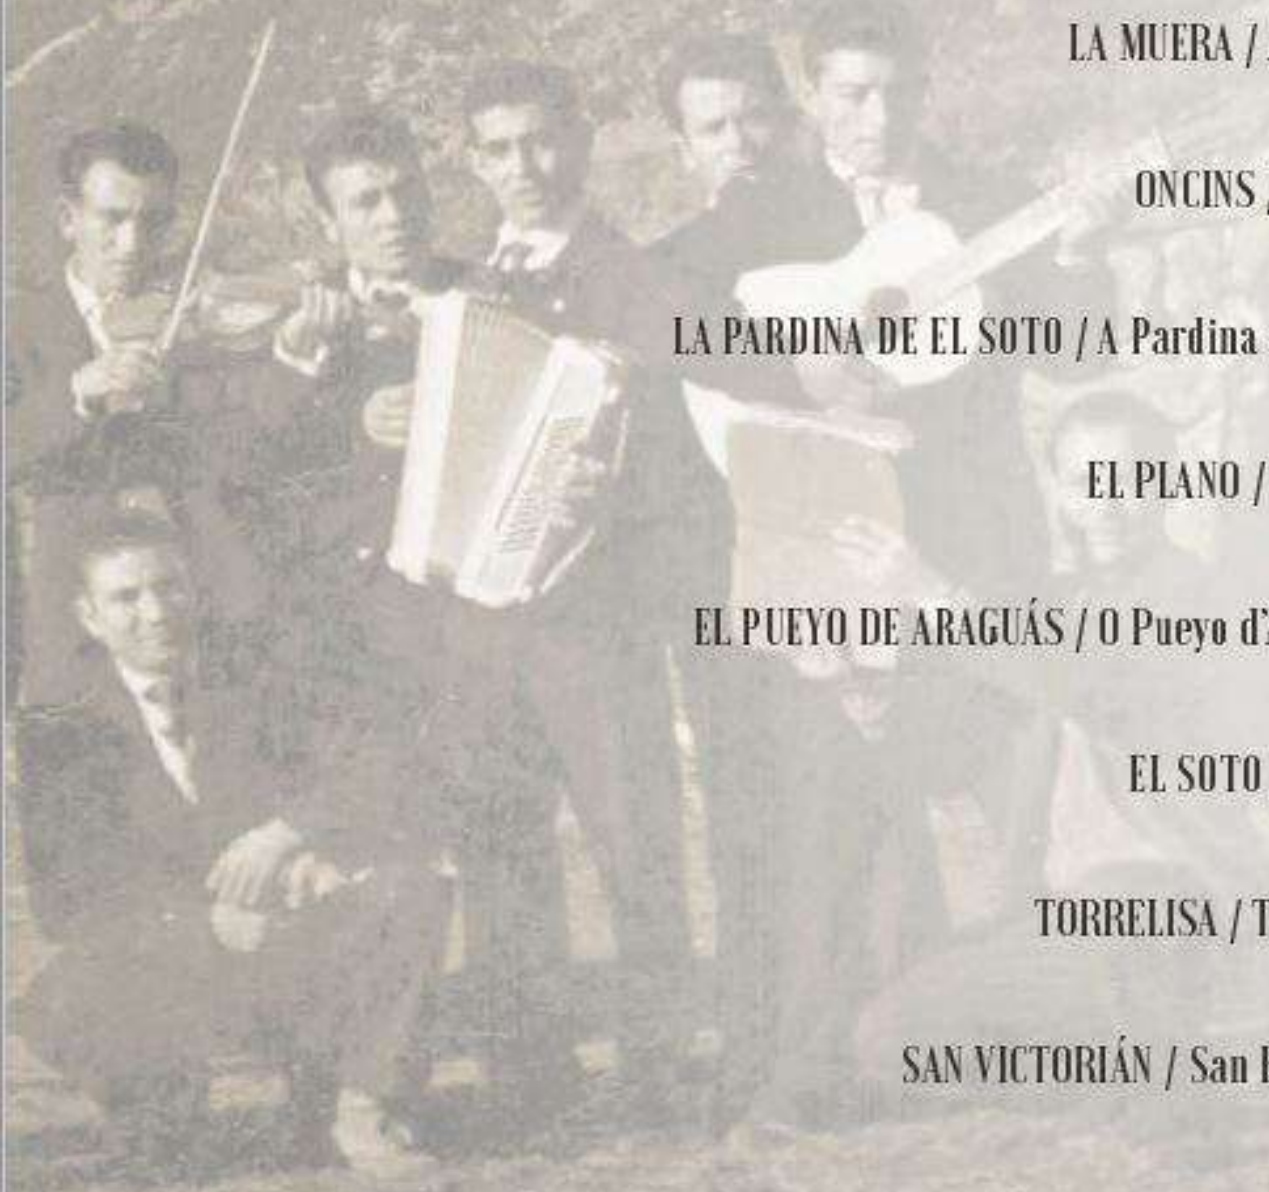 LA MUERA /
ONCINS /
LA PARDINA DE EL SOTO / A Pardina
EL PLANO /
EL PUEYO DE ARAGUÁS / O Pueyo
EL SOTO
TORRELISA /
SAN VICTORIÁN / San